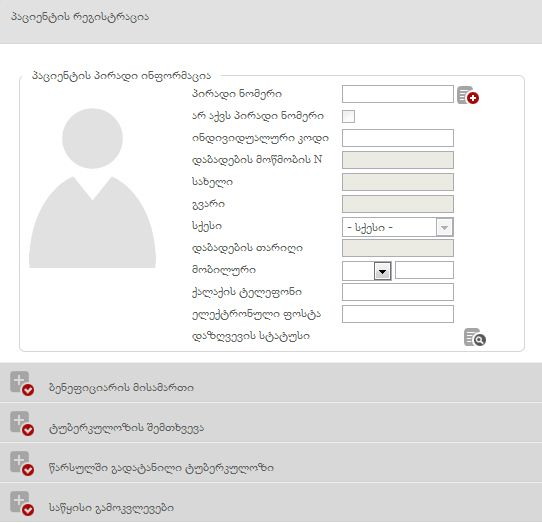 პაციენტის რეგისტრაცია
პაციენტის პირადი ინფორმაცია
პირადი ნომერი
არ აქვს პირადი ნომერი
ინდივიდუალური კოდი
დაბადების მოწმობის N
სახელი
გვარი
სქესი
- სქესი -
დაბადების თარიღი
მობილური
ქალაქის ტელეფონი
ელექტრონული ფოსტა
დაზღვევის სტატუსი
ბენეფიციარის მისამართი
ტუბერკულოზის შემთხვევა
წარსულში გადატანილი ტუბერკულოზი
საწყისი გამოკვლევები